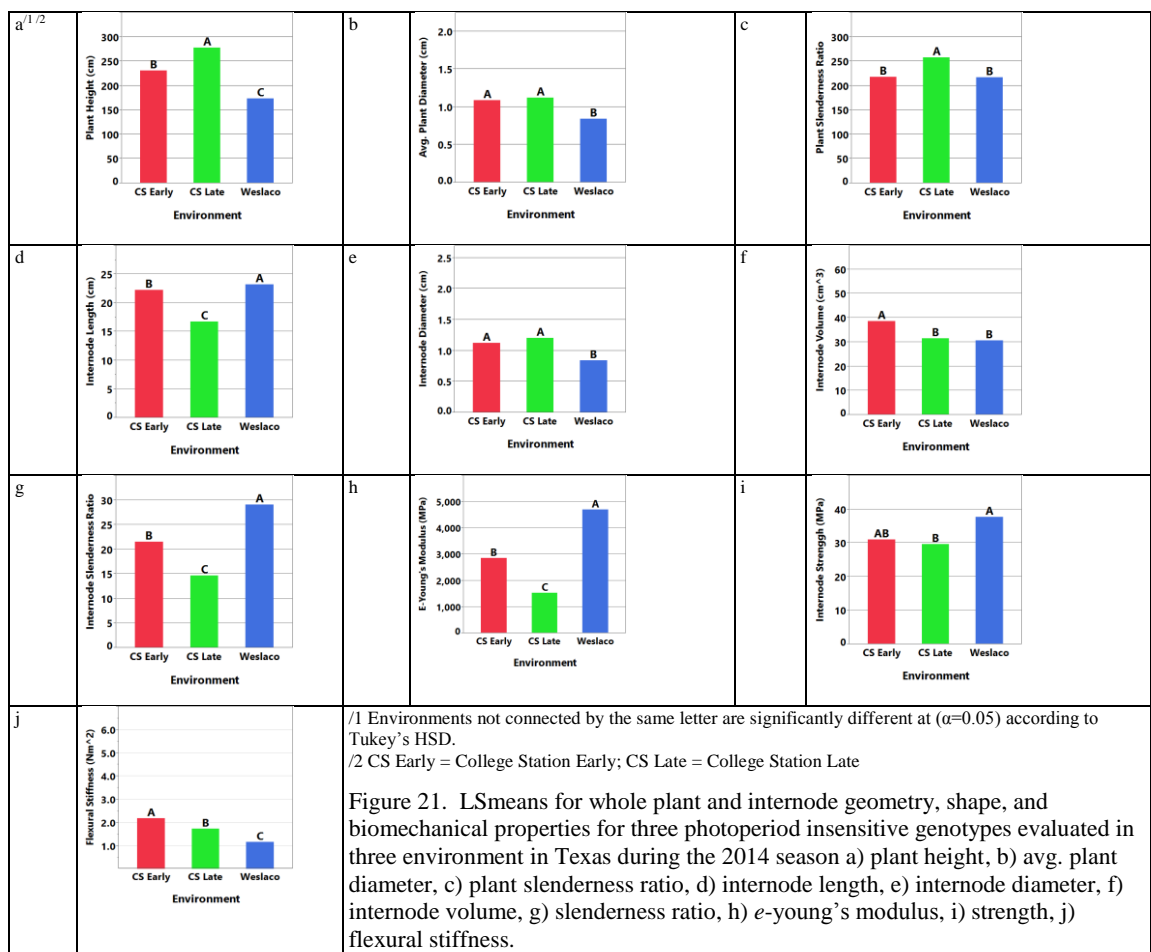 a/1 /2
Plant Height (cm)
300
250
200
150
100
50
0
B
A
C
CS Early CS Late Weslaco
Environment
b
Avg. Plant Diameter (cm)
2.0
1.5
1.0
0.5
0.0
A
A
B
CS Early CS Late Weslaco
Environment
c
Plant Slenderness Ratio
300
250
200
150
100
50
0
B
A
B
CS Early CS Late Weslaco
Environment
d
Internode Length (cm)
25
20
15
10
5
0
B
C
A
CS Early CS Late Weslaco
Environment
e
Internode Diameter (cm)
2.5
2.0
1.5
1.0
0.5
0.0
A
A
B
CS Early CS Late Weslaco
Environment
f
Internode Volume (cm^3)
60
50
40
30
20
10
0
A
B
B
CS Early CS Late Weslaco
Environment
g
Internode Slenderness Ratio
30
25
20
15
10
5
0
B
C
A
CS Early CS Late Weslaco
Environment
h
E-Young's Modulus (MPa)
5,000
4,000
3,000
2,000
1,000
0
B
C
A
CS Early CS Late Weslaco
Environment
i
Internode Strenggh (MPa)
40
30
20
10
0
AB
B
A
CS Early CS Late Weslaco
Environment
j
Flexural Stiffness (Nm^2)
6.0
5.0
4.0
3.0
2.0
1.0
A
B
C
CS Early CS Late Weslaco
Environment
/1 Environments not connected by the same letter are significantly different at (α=0.05) according to
Tukey's HSD.
/2 CS Early = College Station Early; CS Late = College Station Late
Figure 21. LSmeans for whole plant and internode geometry, shape, and
biomechanical properties for three photoperiod insensitive genotypes evaluated in
three environment in Texas during the 2014 season a) plant height, b) avg. plant
diameter, c) plant slenderness ratio, d) internode length, e) internode diameter, f)
internode volume, g) slenderness ratio, h) e-young's modulus, i) strength, j)
flexural stiffness.